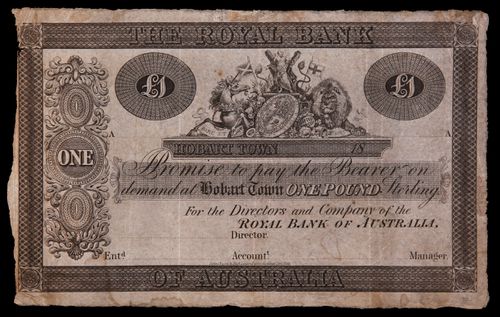 THE ROYAL BANK
£1 £1
A A
HOBART TOWN 18
ONE
I Promise to pay the Bearer on
demand at Hobart Town ONE POUND Sterling
For the Directors and Company of the
ROYAL BANK OF AUSTRALIA.
Director.
Entd Accountt Manager.
OF AUSTRALIA